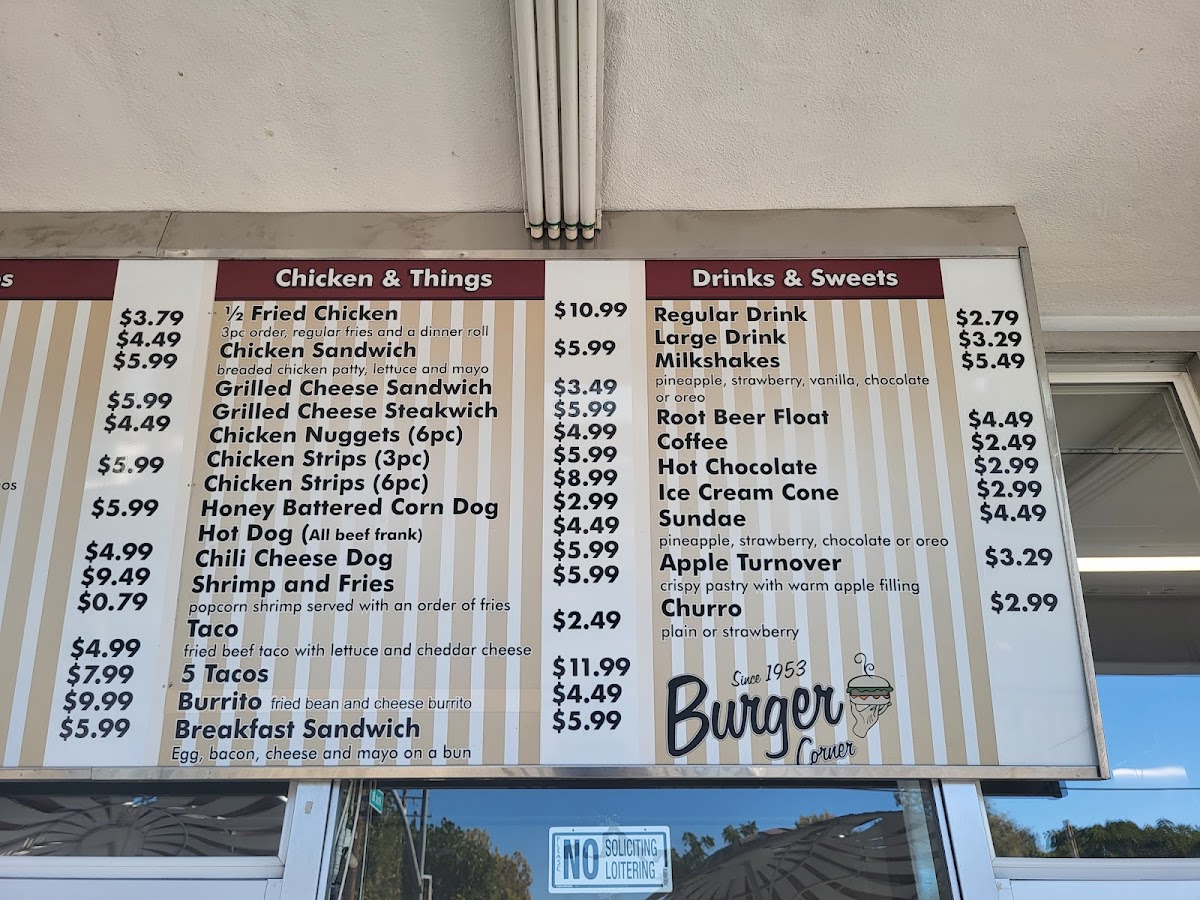 s
$3.79
$4.49
$5.99
$5.99
$4.49
$5.99
os
$5.99
$4.99
$9.49
$0.79
$4.99
$7.99
$9.99
$5.99
Chicken & Things
½ Fried Chicken $10.99
3pc order, regular fries and a dinner roll
Chicken Sandwich $5.99
breaded chicken patty, lettuce and mayo
Grilled Cheese Sandwich $3.49
Grilled Cheese Steakwich $5.99
Chicken Nuggets (6pc) $4.99
Chicken Strips (3pc) $5.99
Chicken Strips (6pc) $8.99
Honey Battered Corn Dog $2.99
Hot Dog (All beef frank) $4.49
Chili Cheese Dog $5.99
Shrimp and Fries $5.99
popcorn shrimp served with an order of fries
Taco $2.49
fried beef taco with lettuce and cheddar cheese
5 Tacos $11.99
Burrito fried bean and cheese burrito $4.49
Breakfast Sandwich $5.99
Egg, bacon, cheese and mayo on a bun
Drinks & Sweets
Regular Drink $2.79
Large Drink $3.29
Milkshakes $5.49
pineapple, strawberry, vanilla, chocolate
or oreo
Root Beer Float $4.49
Coffee $2.49
Hot Chocolate $2.99
Ice Cream Cone $2.99
Sundae $4.49
pineapple, strawberry, chocolate or oreo
Apple Turnover $3.29
crispy pastry with warm apple filling
Churro $2.99
plain or strawberry
Since 1953
Burger
Corner
PLEASE
NO SOLICITING
LOITERING